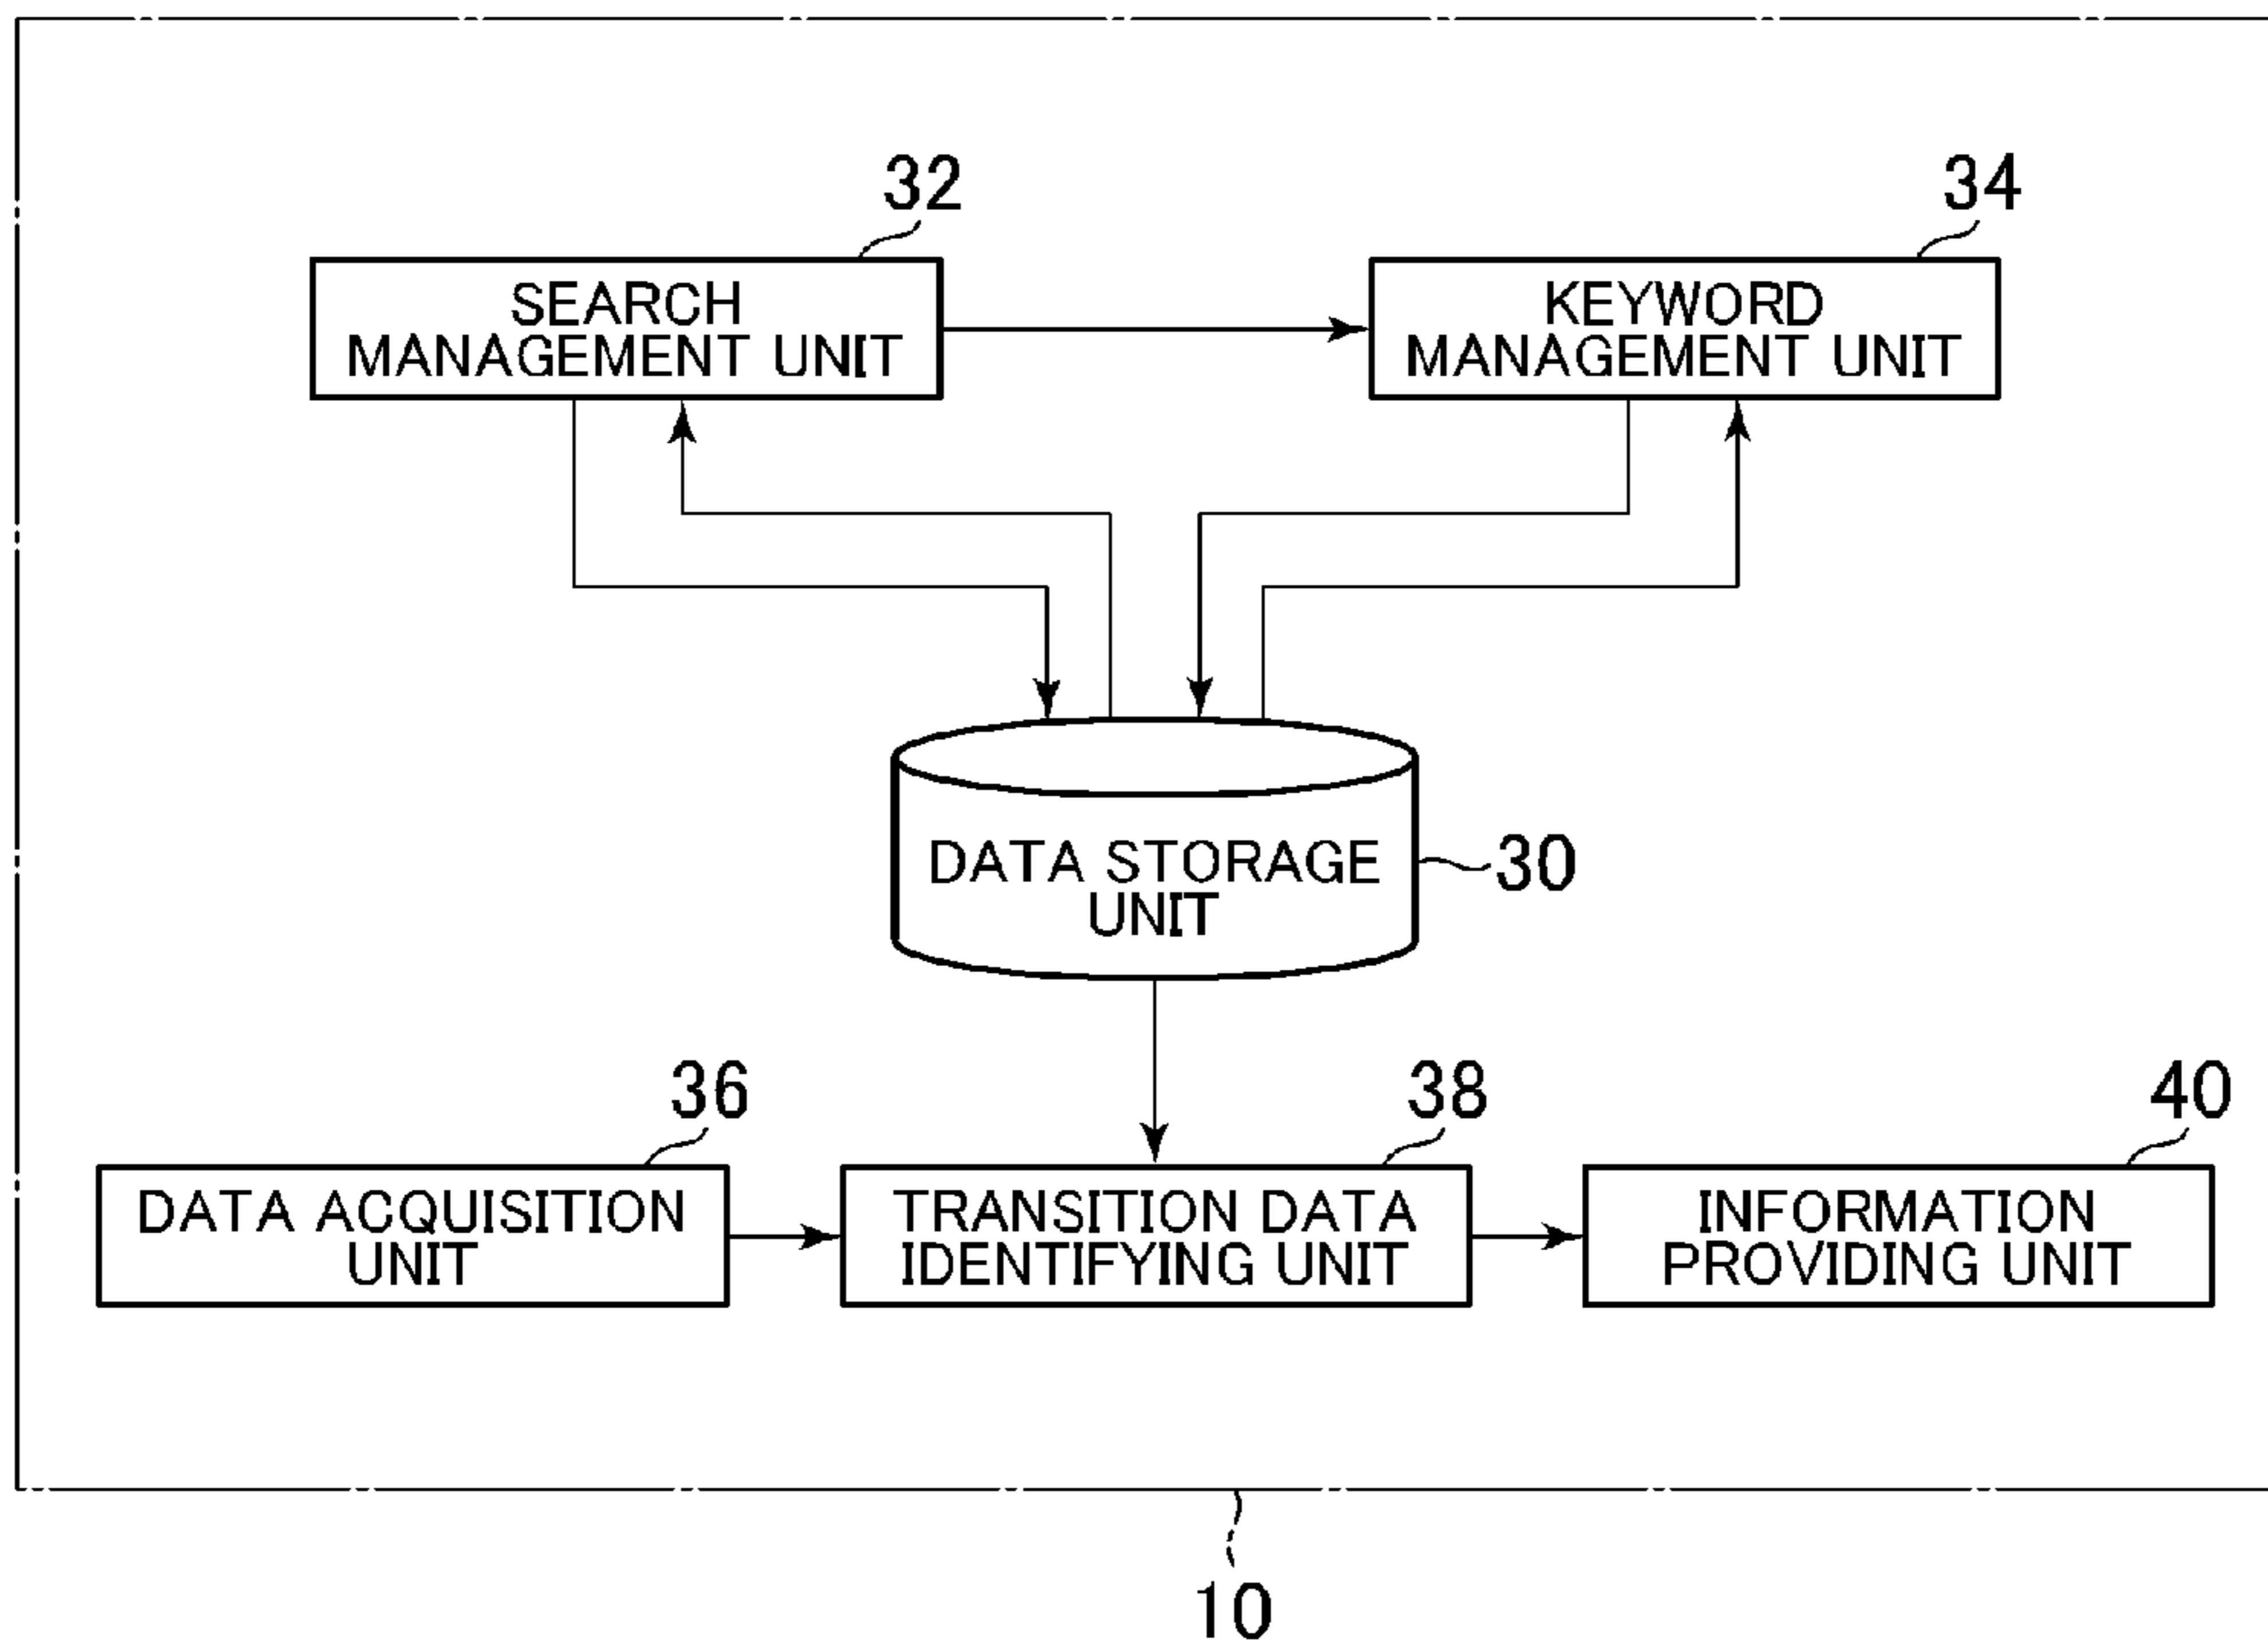 32
34
SEARCH
MANAGEMENT UNIT
KEYWORD
MANAGEMENT UNIT
DATA STORAGE
UNIT
30
36
38
40
DATA ACQUISITION
UNIT
TRANSITION DATA
IDENTIFYING UNIT
INFORMATION
PROVIDING UNIT
10